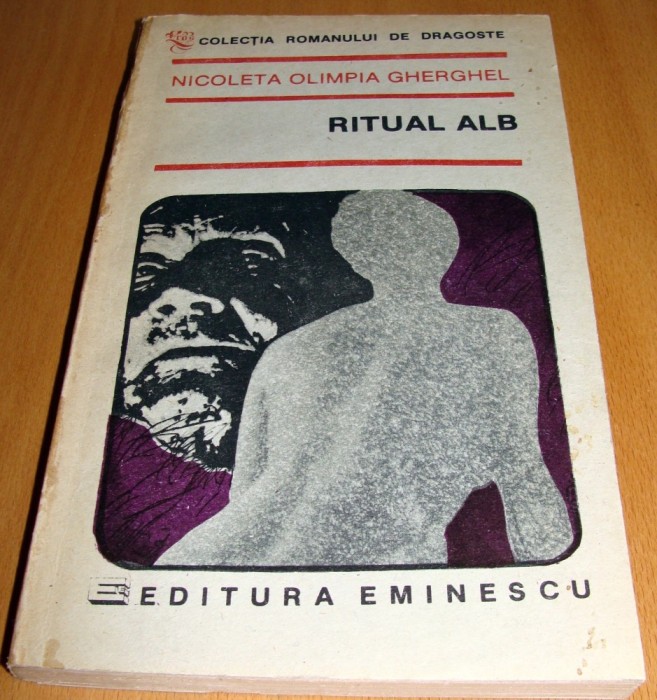 COLECȚIA ROMANULUI DE DRAGOSTE
NICOLETA OLIMPIA GHERGHEL
RITUAL ALB
EDITURA EMINESCU